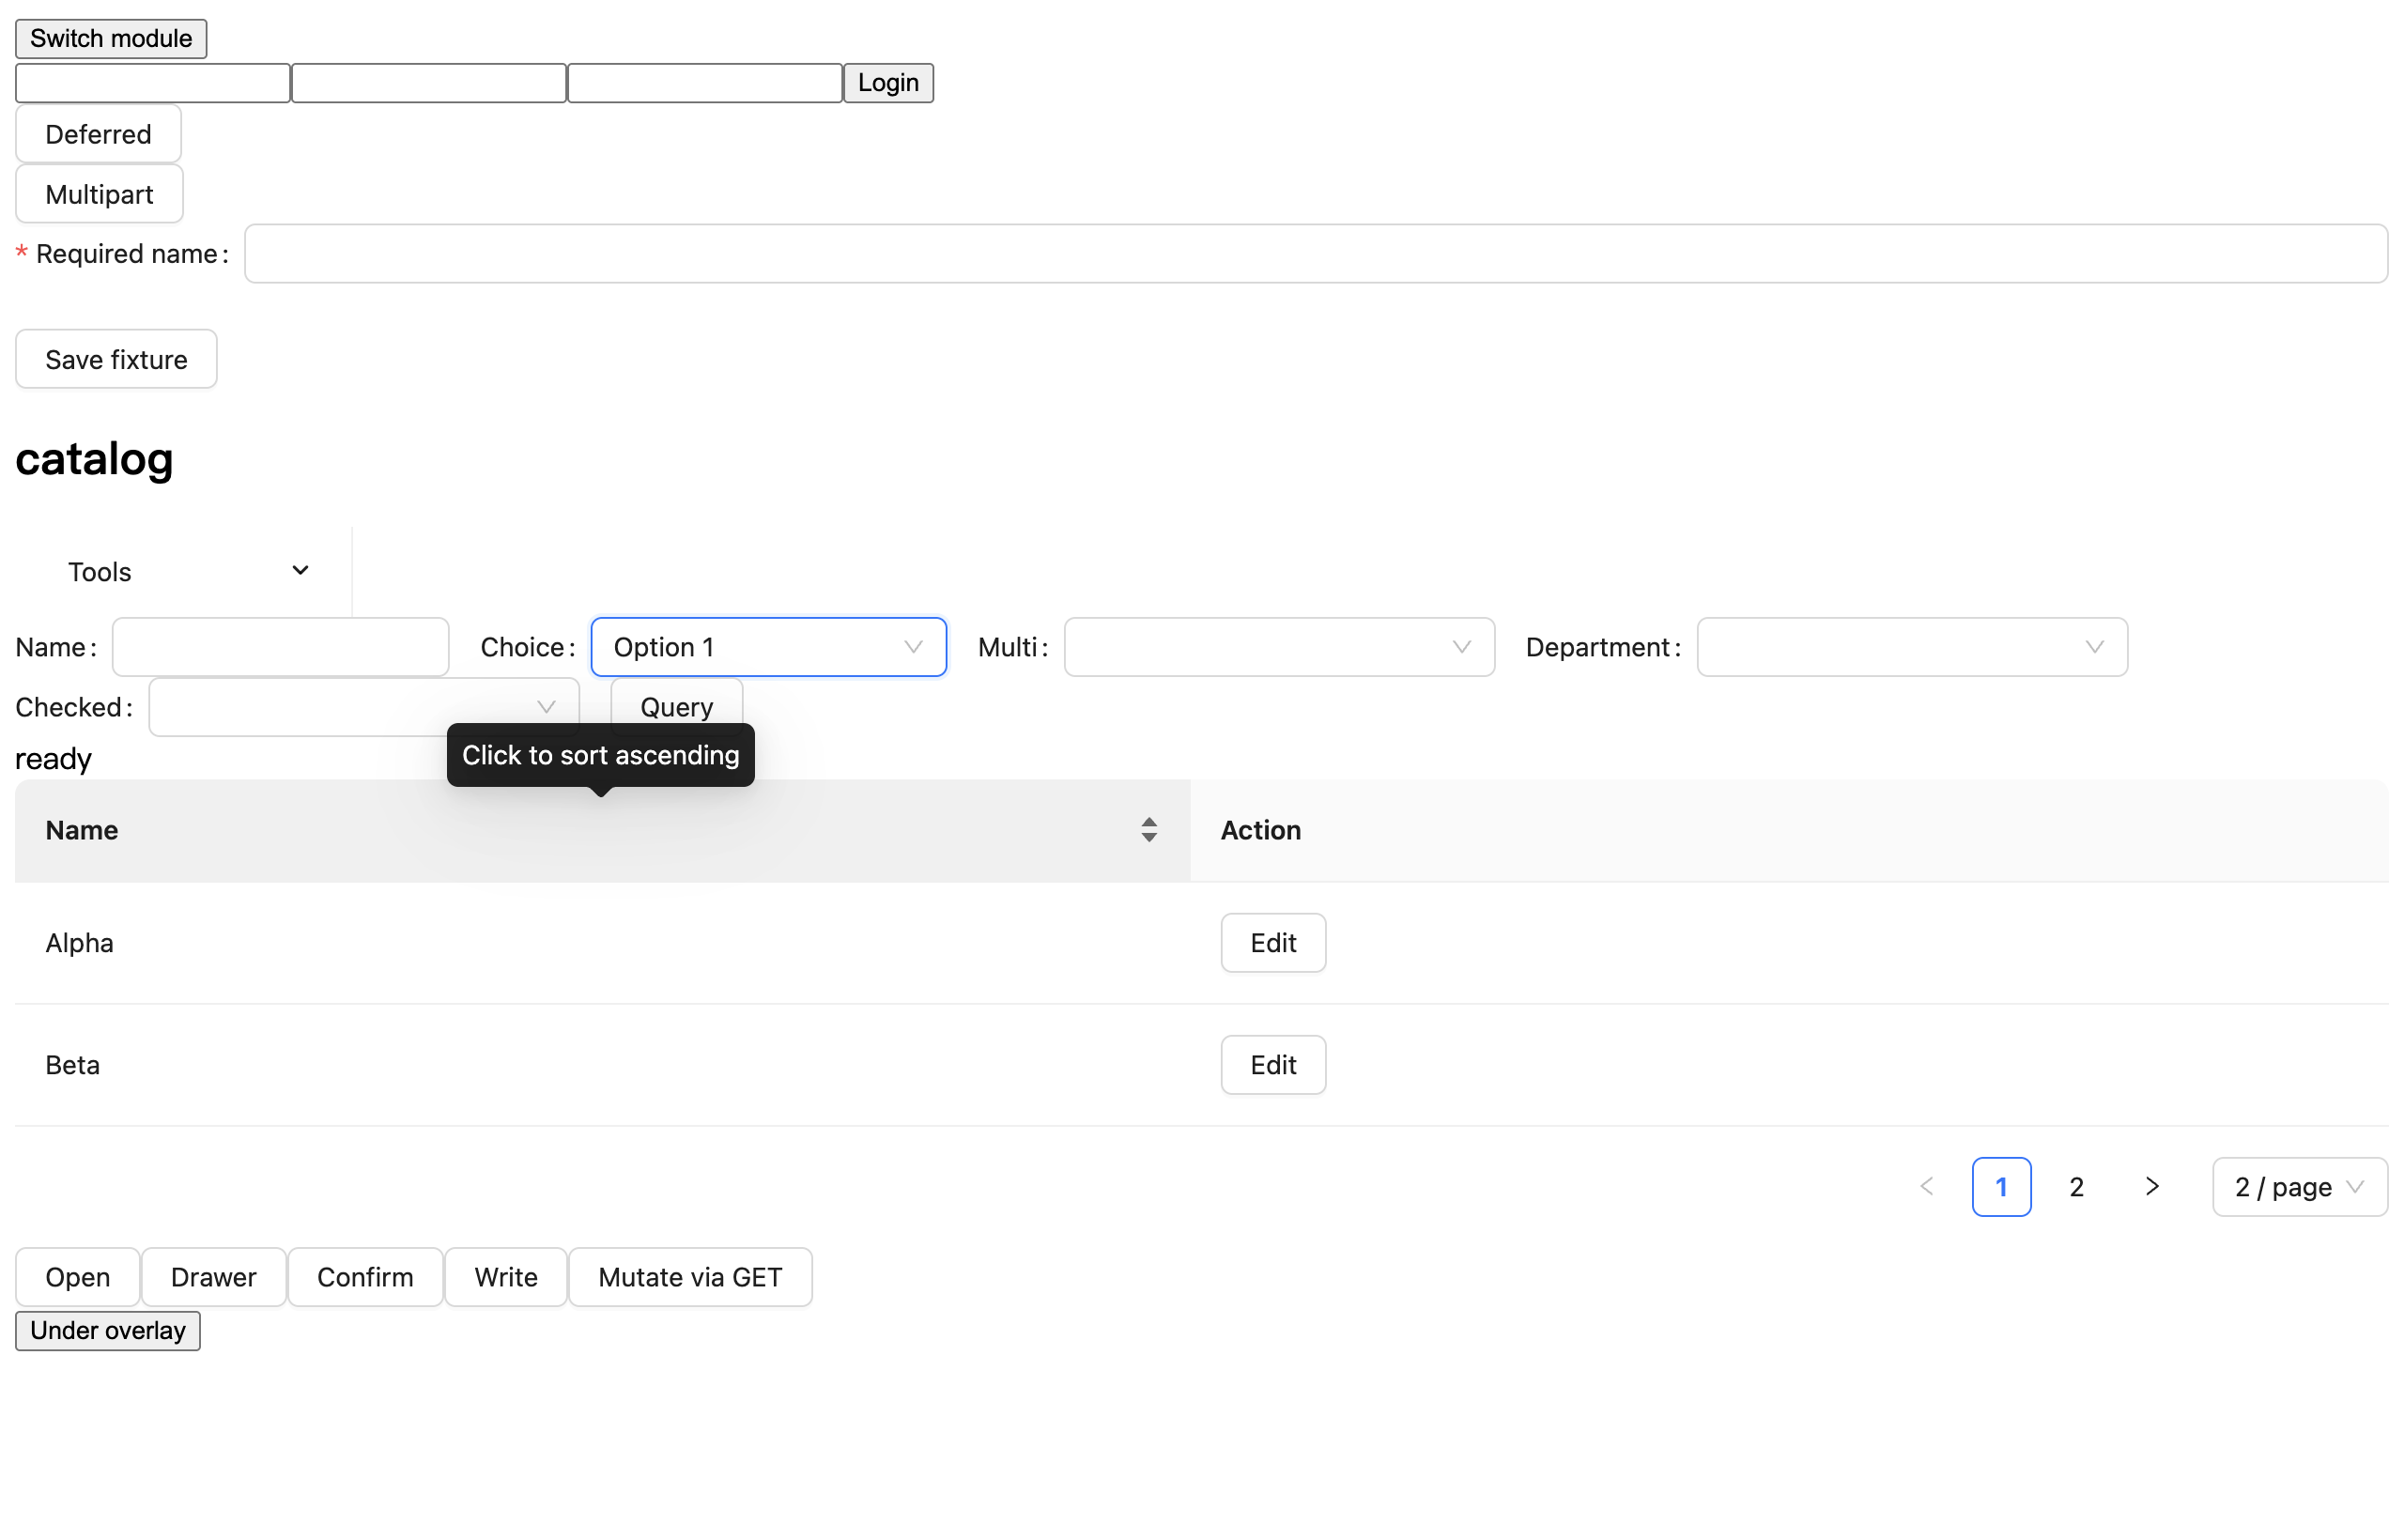 Switch module
Login
Deferred
Multipart
* Required name:
Save fixture
catalog
Tools
Name: Choice: Option 1 Multi: Department:
Checked: Query
Click to sort ascending
ready
Name Action
Alpha Edit
Beta Edit
1 2 2 / page
Open Drawer Confirm Write Mutate via GET
Under overlay